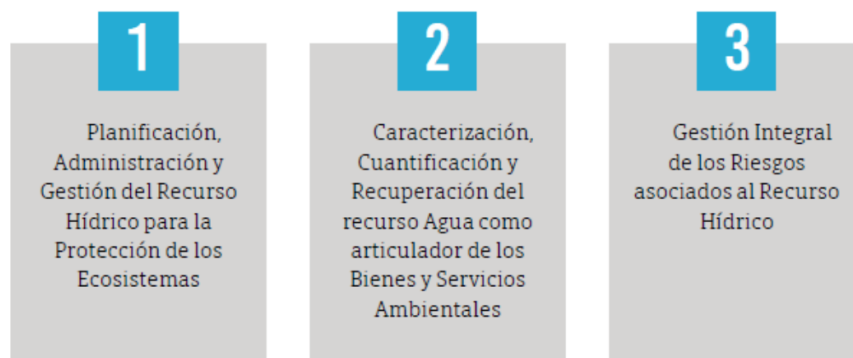 1
Planificación,
Administración y
Gestión del Recurso
Hídrico para la
Protección de los
Ecosistemas
2
Caracterización,
Cuantificación y
Recuperación del
recurso Agua como
articulador de los
Bienes y Servicios
Ambientales
3
Gestión Integral
de los Riesgos
asociados al Recurso
Hídrico